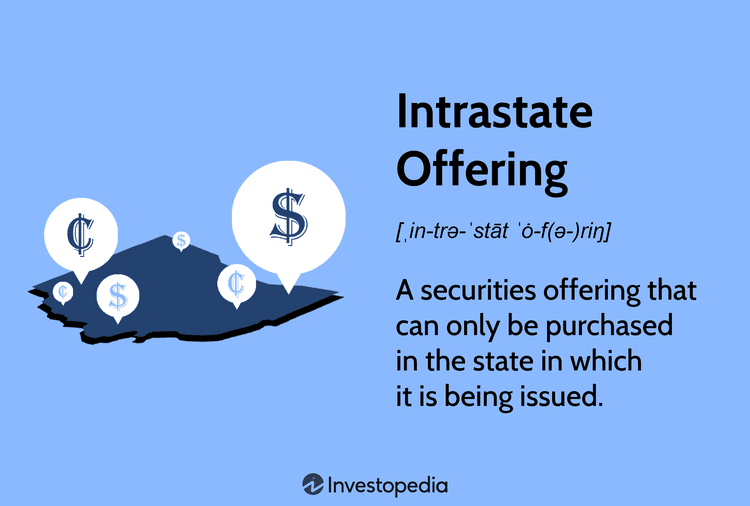 Intrastate
Offering
[ˌin-trə-ˈstāt ˈȯ-f(ə-)riŋ]
A securities offering that
can only be purchased
in the state in which
it is being issued.
¢
$
$
¢
$
¢
Investopedia